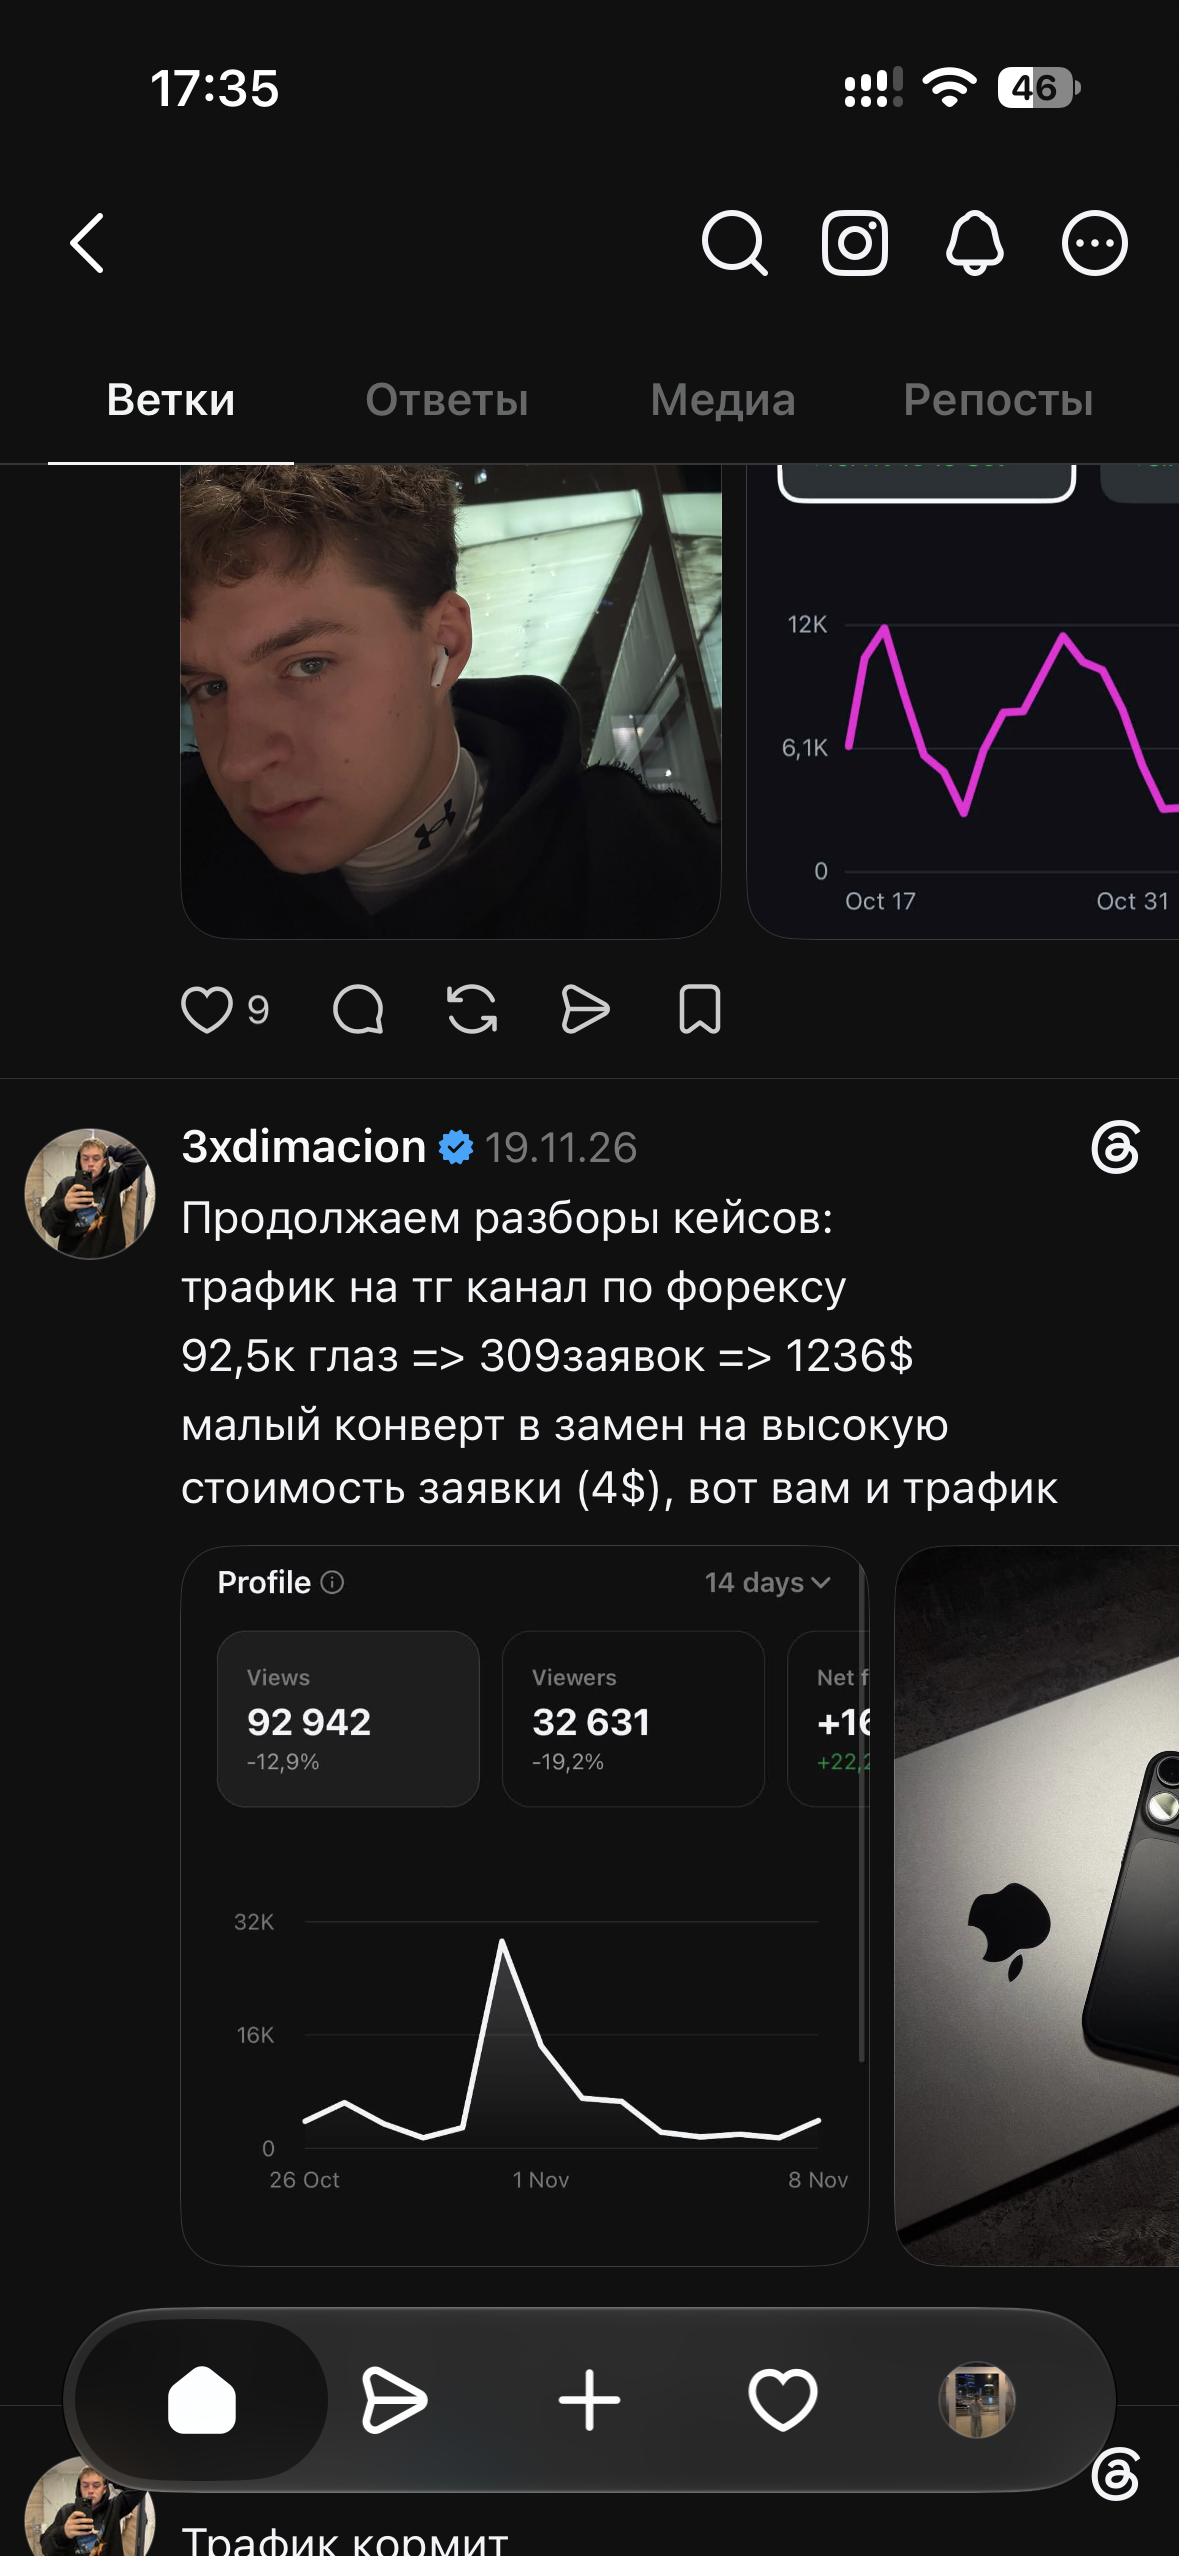 17:35
46
Ветки
Ответы
Медиа
Репосты
12K
6,1K
0
Oct 17
Oct 31
9
3xdimacion 19.11.26
Продолжаем разборы кейсов:
трафик на тг канал по форексу
92,5к глаз => 309заявок => 1236$
малый конверт в замен на высокую
стоимость заявки (4$), вот вам и трафик
Profile
14 days
Views
92 942
-12,9%
Viewers
32 631
-19,2%
Net
32K
16K
0
26 Oct
1 Nov
8 Nov
Трафик кормит